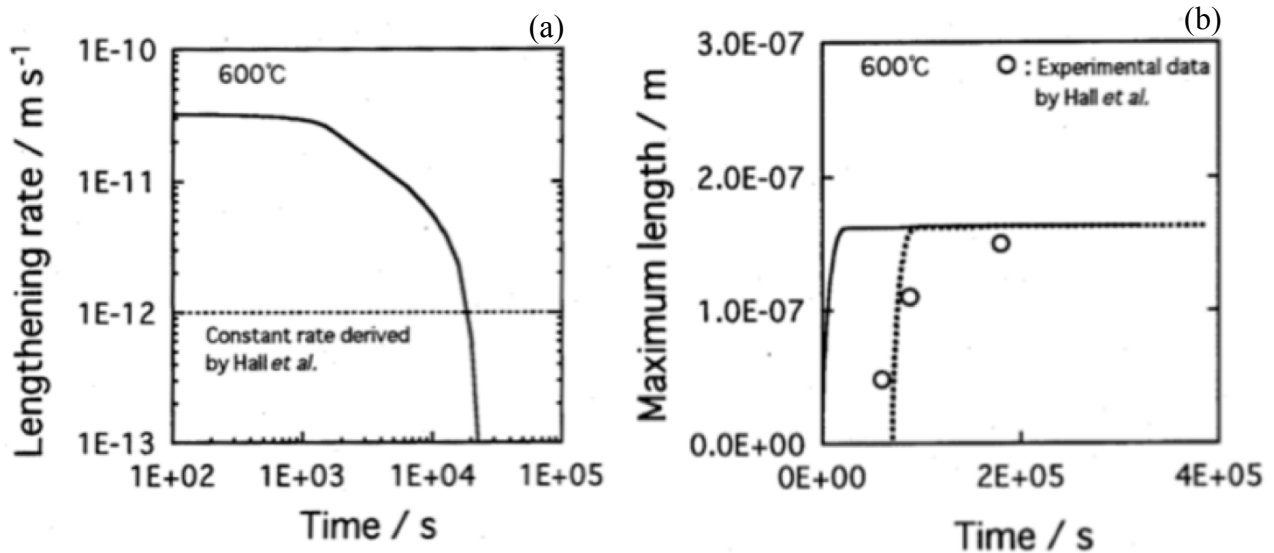 (a)
Lengthening rate / m s⁻¹
1E-10
1E-11
1E-12
1E-13
600℃
Constant rate derived
by Hall et al.
1E+02 1E+03 1E+04 1E+05
Time / s
(b)
Maximum length / m
3.0E-07
2.0E-07
1.0E-07
0.0E+00
600℃
O : Experimental data
by Hall et al.
0E+00 2E+05 4E+05
Time / s